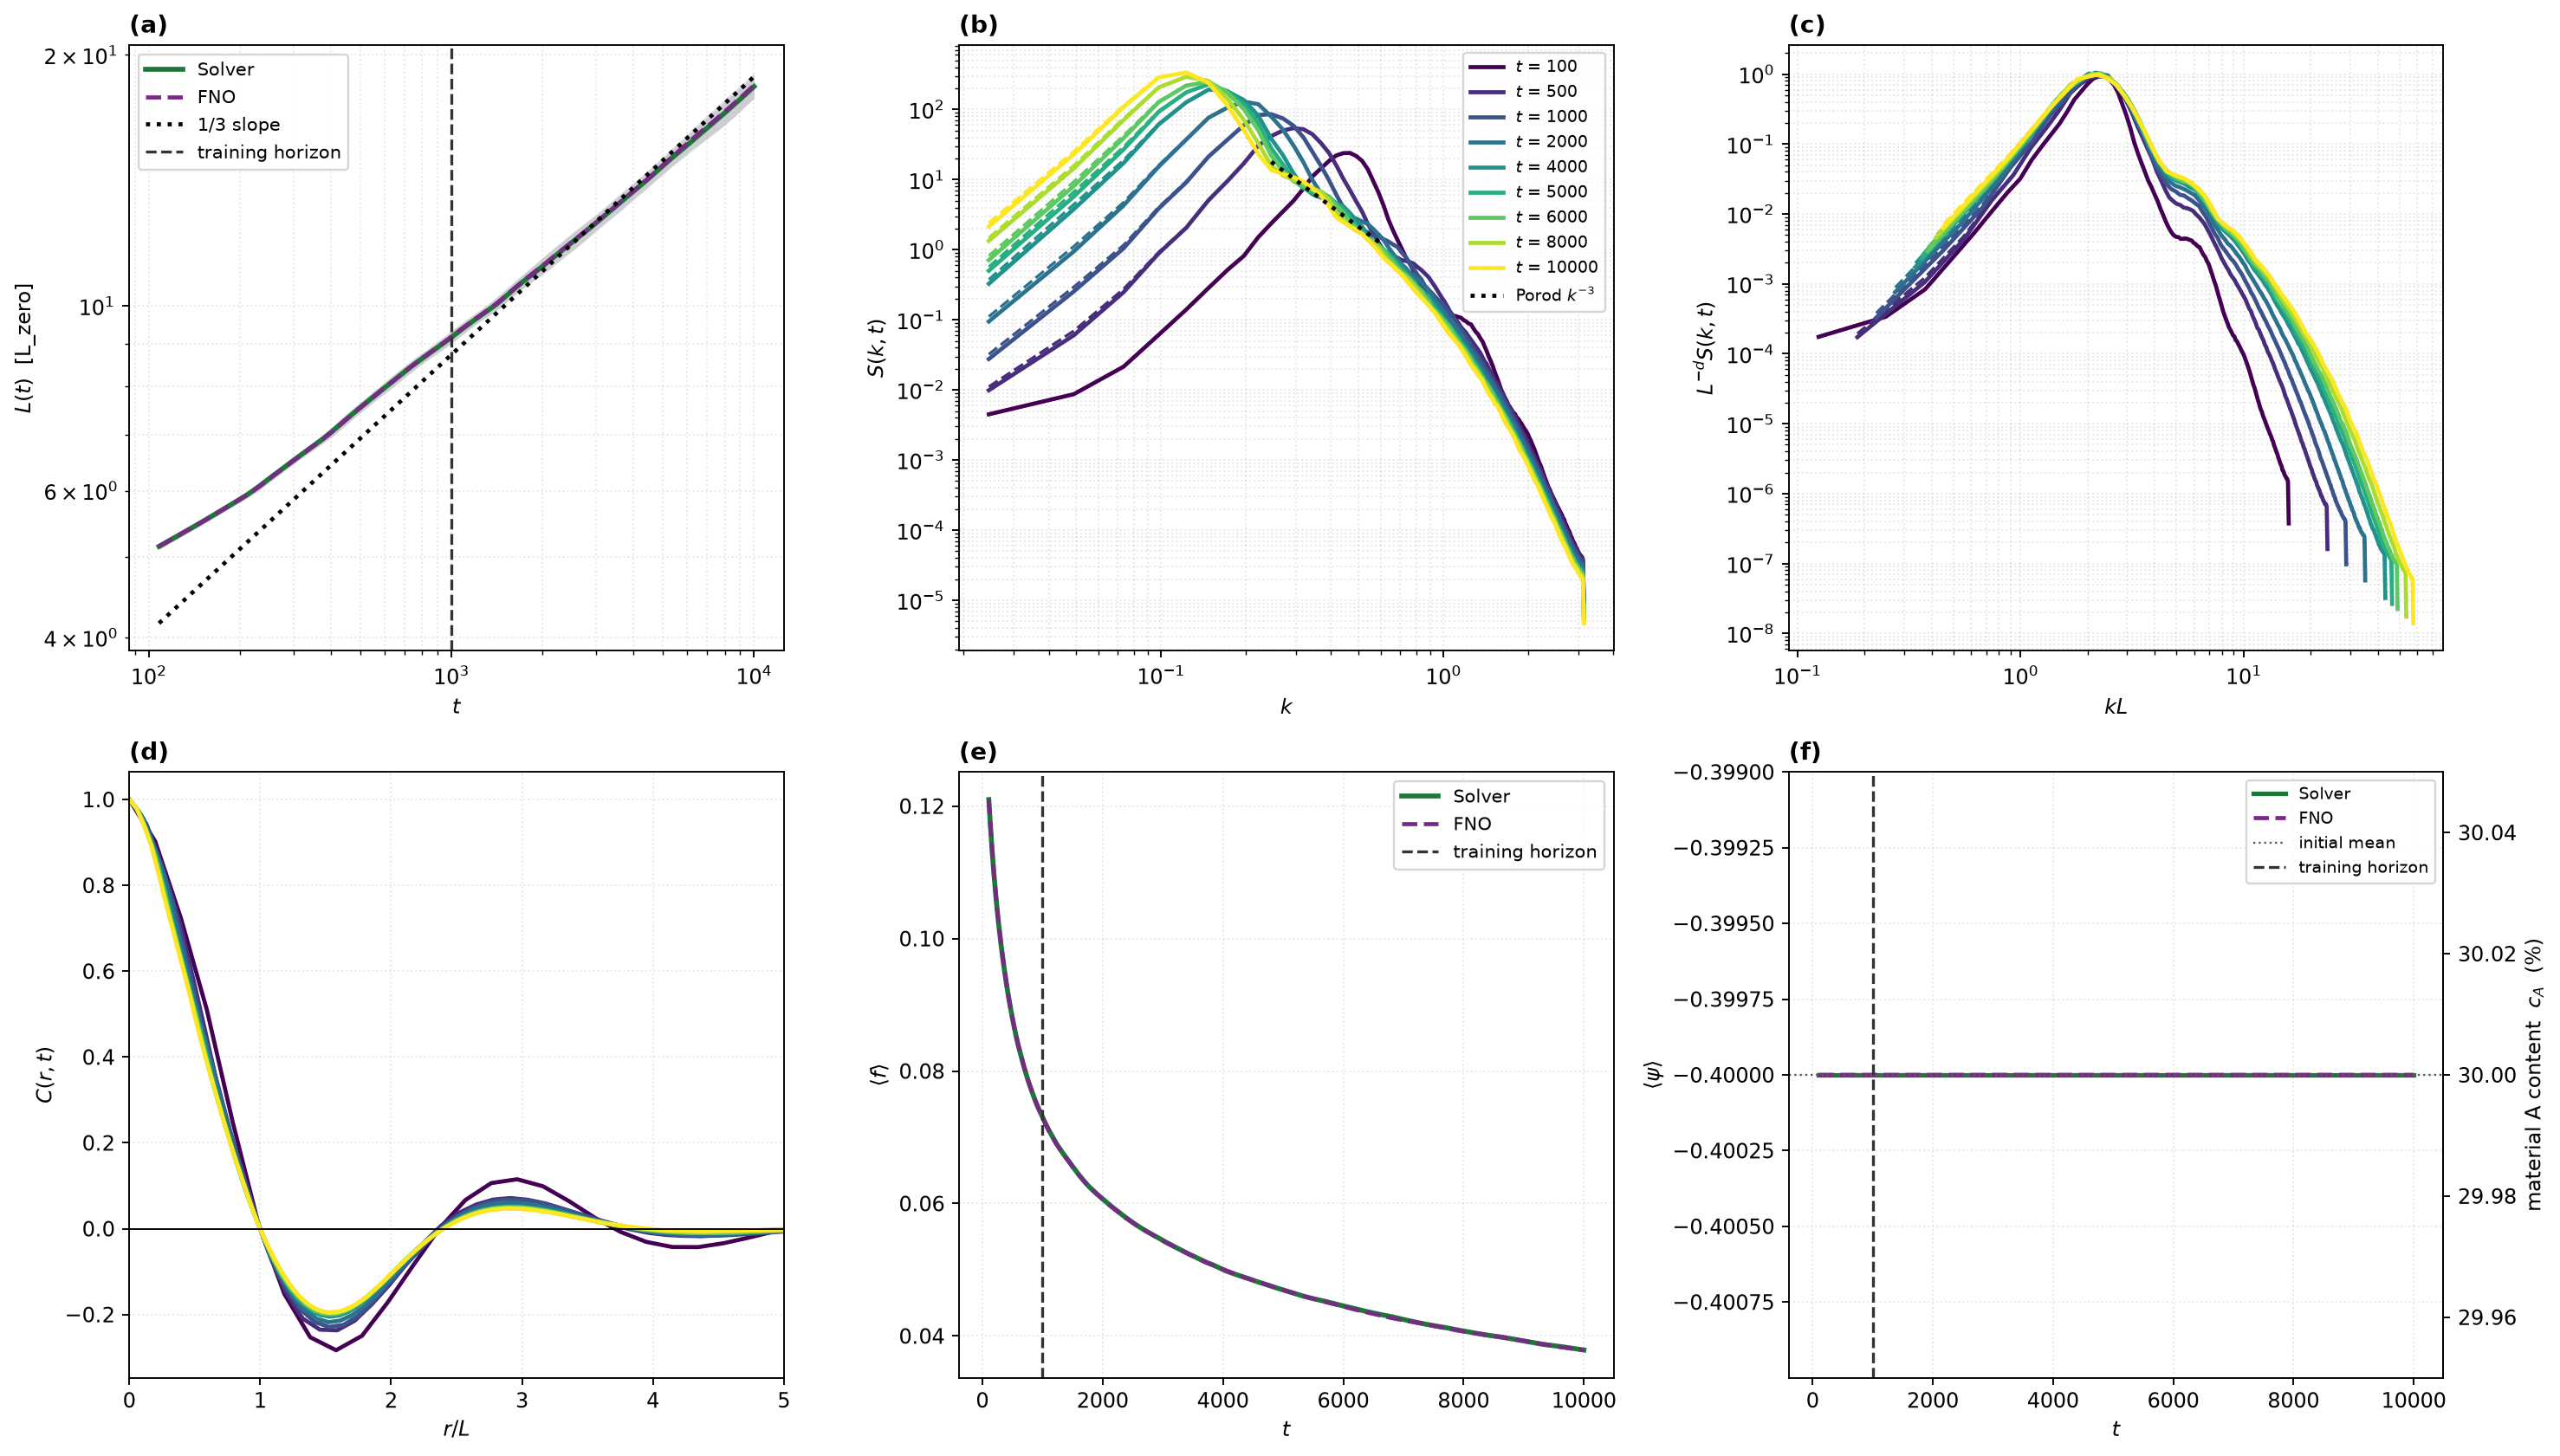 (a)
2 × 10¹
10¹
6 × 10⁰
4 × 10⁰
L(t) [L_zero]
Solver
FNO
1/3 slope
training horizon
10² 10³ 10⁴
t
(b)
10²
10¹
10⁰
10⁻¹
10⁻²
10⁻³
10⁻⁴
10⁻⁵
S(k, t)
t = 100
t = 500
t = 1000
t = 2000
t = 4000
t = 5000
t = 6000
t = 8000
t = 10000
Porod k⁻³
10⁻¹ 10⁰
k
(c)
10⁰
10⁻¹
10⁻²
10⁻³
10⁻⁴
10⁻⁵
10⁻⁶
10⁻⁷
10⁻⁸
L⁻ᵈS(k, t)
10⁻¹ 10⁰ 10¹
kL
(d)
1.0
0.8
0.6
0.4
0.2
0.0
−0.2
C(r, t)
0 1 2 3 4 5
r/L
(e)
0.12
0.10
0.08
0.06
0.04
⟨f⟩
Solver
FNO
training horizon
0 2000 4000 6000 8000 10000
t
(f)
−0.39900
−0.39925
−0.39950
−0.39975
−0.40000
−0.40025
−0.40050
−0.40075
⟨ψ⟩
Solver
FNO
initial mean
training horizon
30.04
30.02
30.00
29.98
29.96
material A content c_A (%)
0 2000 4000 6000 8000 10000
t